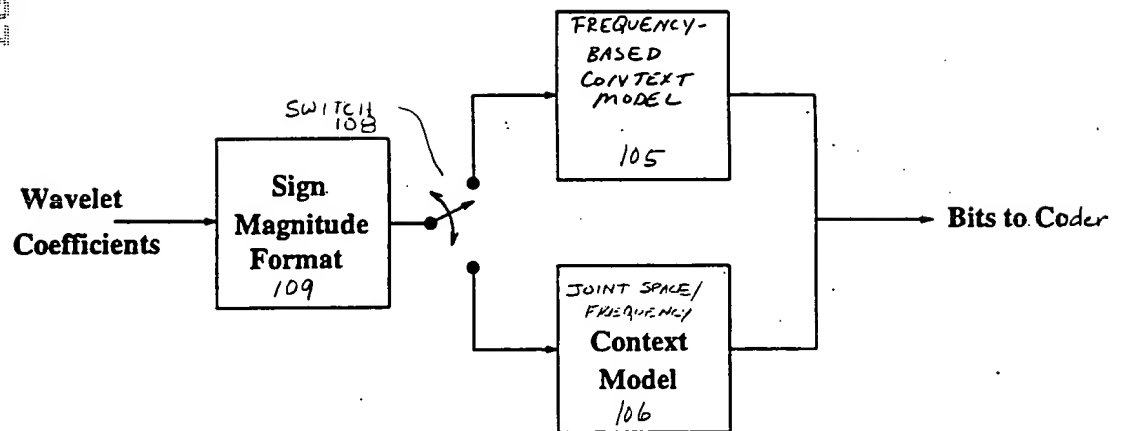 FREQUENCY-
BASED
CONTEXT
MODEL
105
SWITCH
108
Wavelet
Coefficients
Sign
Magnitude
Format
109
Bits to Coder
JOINT SPACE/
FREQUENCY
Context
Model
106